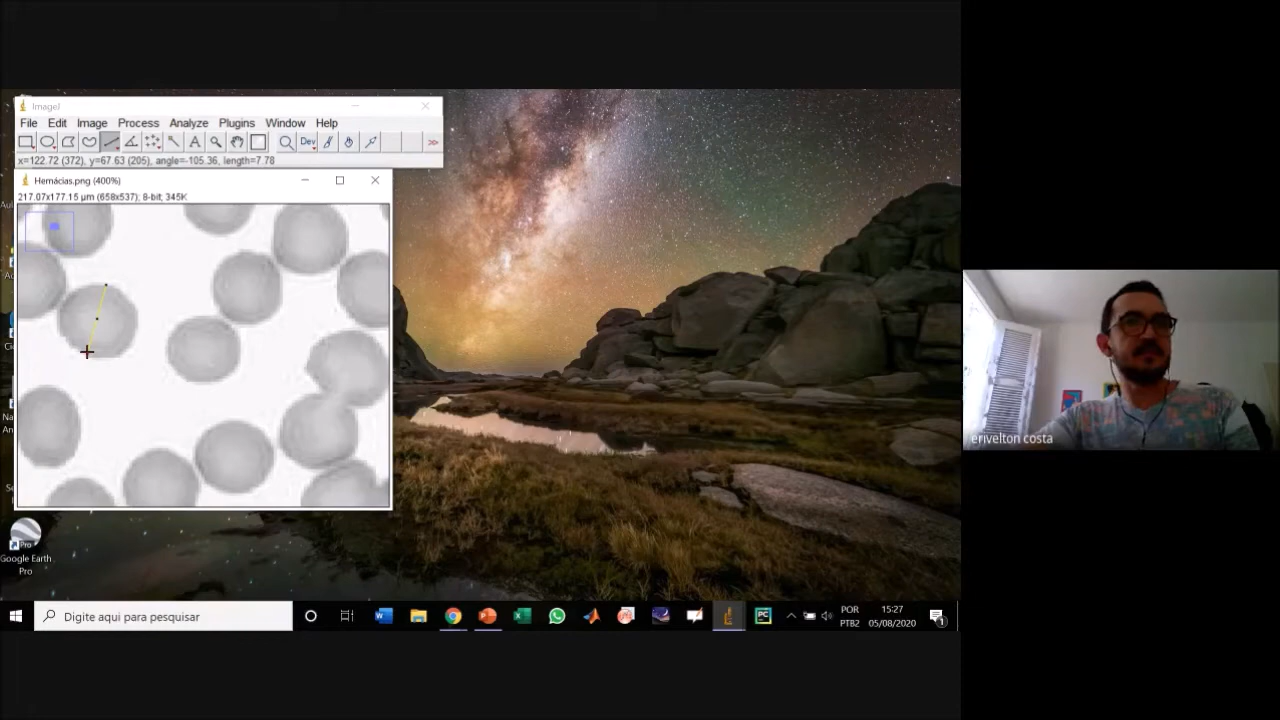 ImageJ
File Edit Image Process Analyze Plugins Window Help
A Dev >>
x=122.72 (372), y=67.63 (205), angle=-105.36, length=7.78
Hemácias.png (400%)
217.07x177.15 µm (658x537); 8-bit; 345K
Google Earth
Pro
erivelton costa
Digite aqui para pesquisar
POR
PTB2
15:27
05/08/2020
1